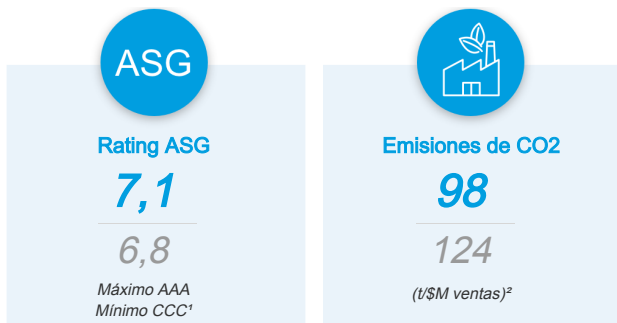 ASG
Rating ASG
7,1
6,8
Máximo AAA
Mínimo CCC¹
Emisiones de CO2
98
124
(t/$M ventas)²